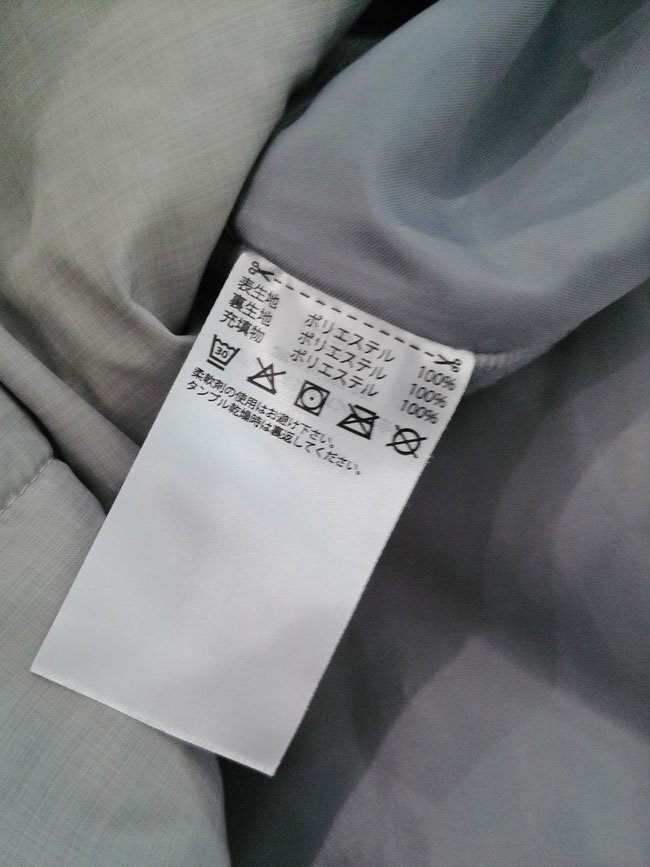 表生地 ポリエステル 100%
裏生地 ポリエステル 100%
充填物 ポリエステル 100%
30
柔軟剤の使用はお避け下さい。
タンブル乾燥時は裏返してください。